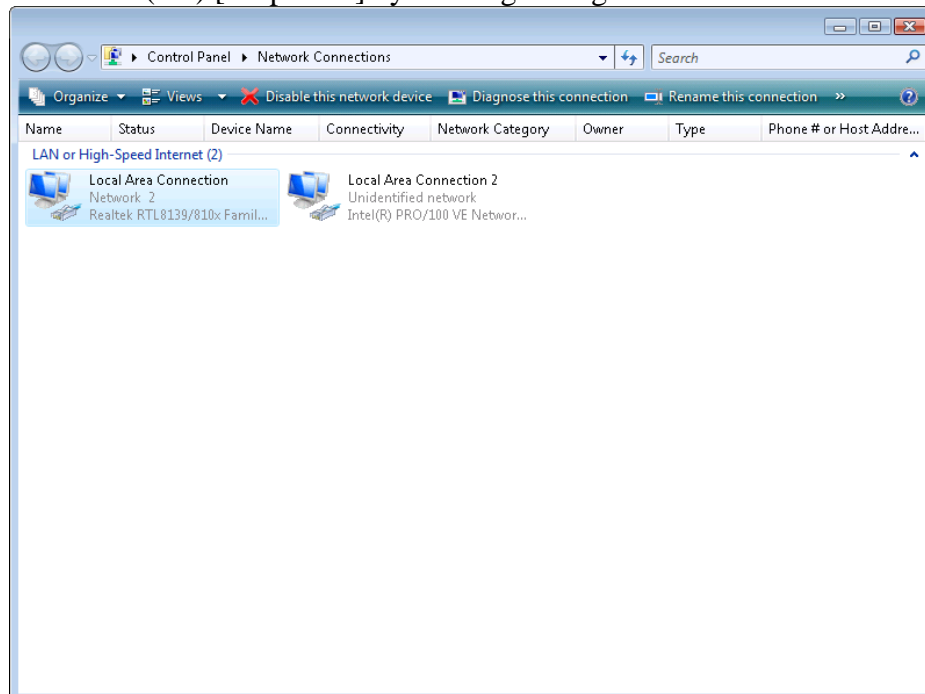 Control Panel Network Connections Search
Organize Views Disable this network device Diagnose this connection Rename this connection »
Name Status Device Name Connectivity Network Category Owner Type Phone # or Host Addre...
LAN or High-Speed Internet (2)
Local Area Connection
Network 2
Realtek RTL8139/810x Famil...
Local Area Connection 2
Unidentified network
Intel(R) PRO/100 VE Networ...